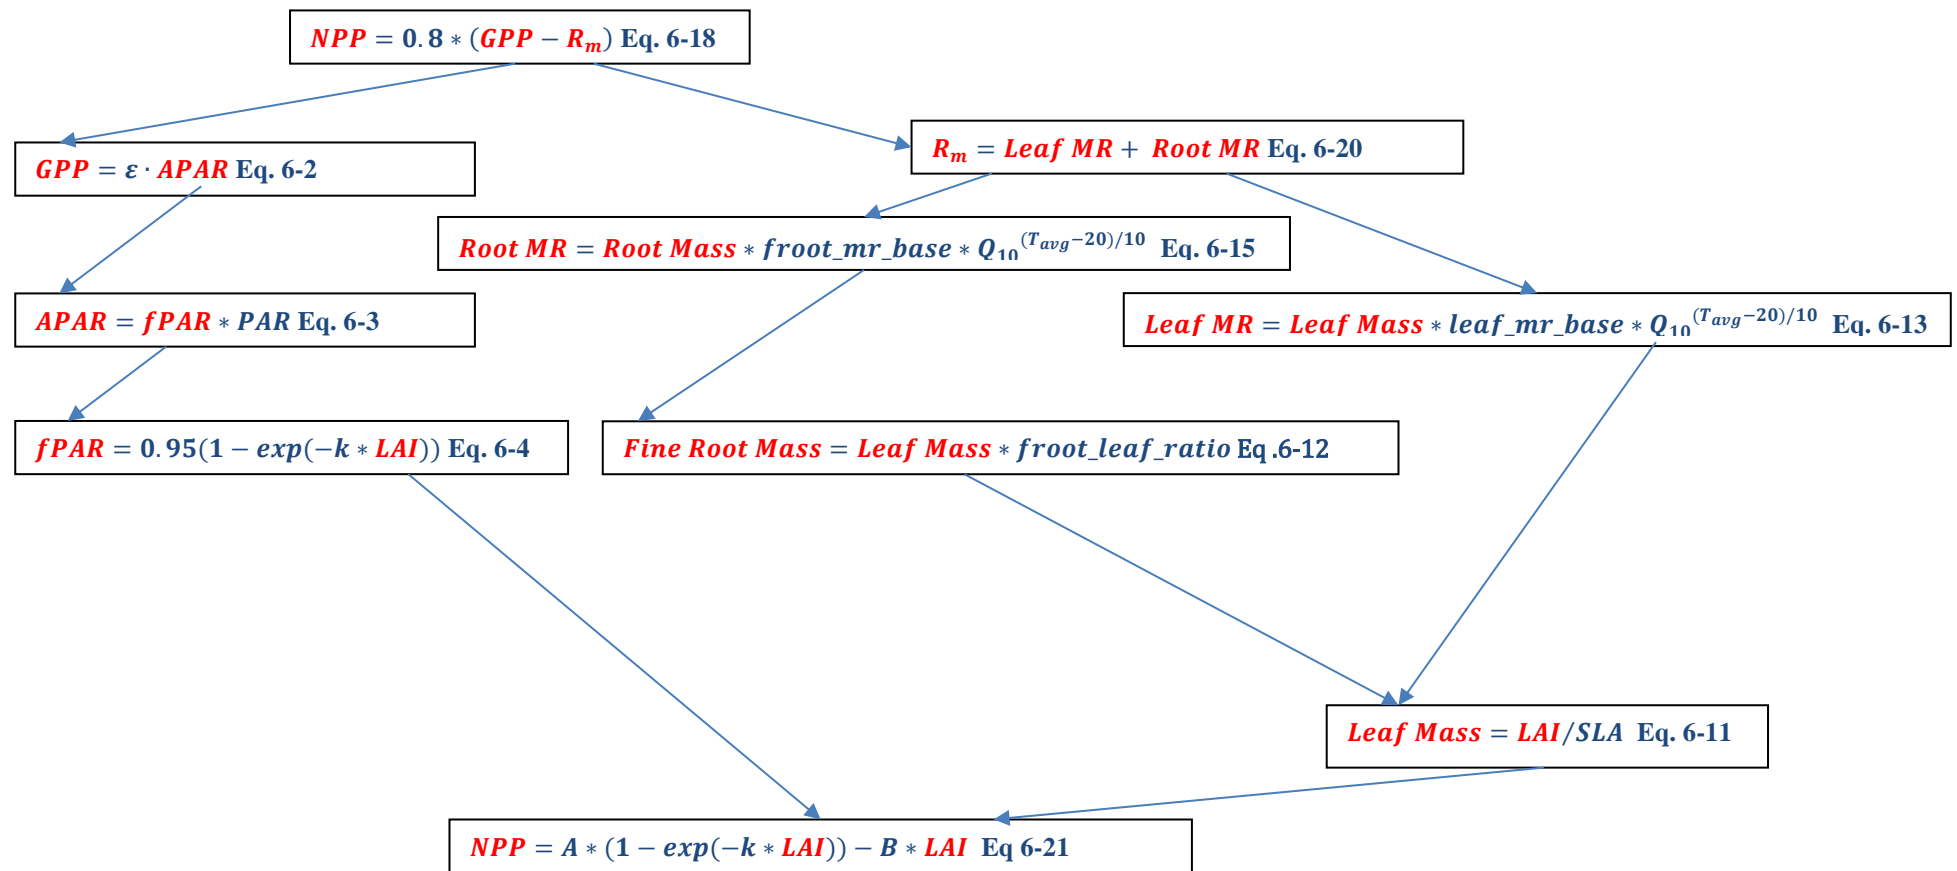 NPP = 0.8 * (GPP − Rₘ) Eq. 6-18
Rₘ = Leaf MR + Root MR Eq. 6-20
GPP = ε · APAR Eq. 6-2
Root MR = Root Mass * froot_mr_base * Q₁₀^(T_avg−20)/10 Eq. 6-15
APAR = fPAR * PAR Eq. 6-3
Leaf MR = Leaf Mass * leaf_mr_base * Q₁₀^(T_avg−20)/10 Eq. 6-13
fPAR = 0.95(1 − exp(−k * LAI)) Eq. 6-4
Fine Root Mass = Leaf Mass * froot_leaf_ratio Eq .6-12
Leaf Mass = LAI/SLA Eq. 6-11
NPP = A * (1 − exp(−k * LAI)) − B * LAI Eq 6-21